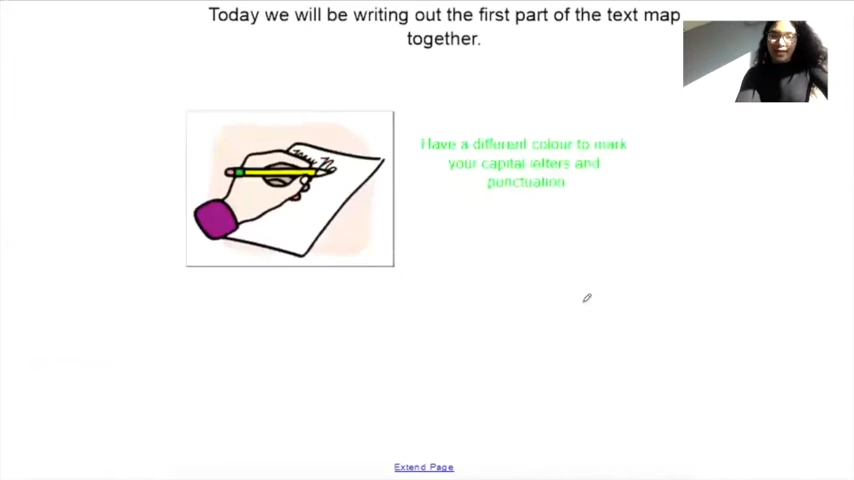 Today we will be writing out the first part of the text map
together.
Have a different colour to mark
your capital letters and
punctuation
Extend Page